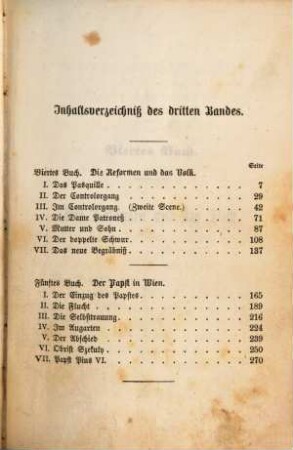 Inhaltsverzeichniß des dritten Bandes.
Seite
Viertes Buch. Die Reformen und das Volk.
I. Das Pasquille . . . . . . . . . . 7
II. Der Controlorgang . . . . . . . . 29
III. Im Controlorgang. (Zweite Scene.) . . . . 42
IV. Die Dame Patroneß . . . . . . . . 71
V. Mutter und Sohn . . . . . . . . 87
VI. Der doppelte Schwur . . . . . . . 108
VII. Das neue Begräbniß . . . . . . . 137
Fünftes Buch. Der Papst in Wien.
I. Der Einzug des Papstes . . . . . . . 165
II. Die Flucht . . . . . . . . . . 189
III. Die Selbsttrauung . . . . . . . . 216
IV. Im Augarten . . . . . . . . . 224
V. Der Abschied . . . . . . . . . 239
VI. Obrist Szekuly . . . . . . . . . 250
VII. Papst Pius VI. . . . . . . . . . 270